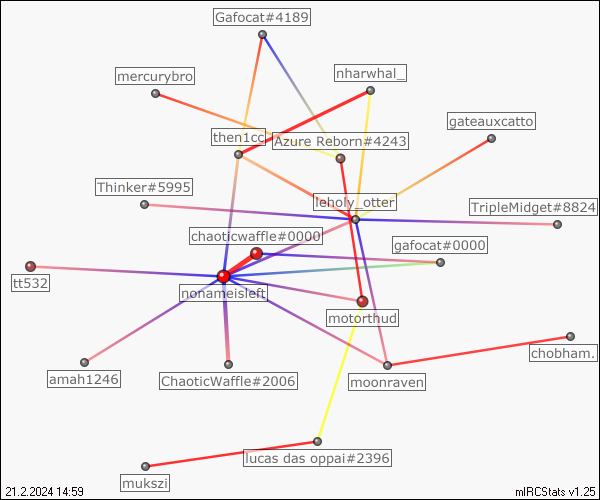 Gafocat#4189
nharwhal_
mercurybro
gateauxcatto
then1cc
Azure Reborn#4243
Thinker#5995
leholy_otter
TripleMidget#8824
chaoticwaffle#0000
gafocat#0000
tt532
nonameisleft
motorthud
chobham.
amah1246
ChaoticWaffle#2006
moonraven
lucas das oppai#2396
mukszi
21.2.2024 14:59
mIRCStats v1.25